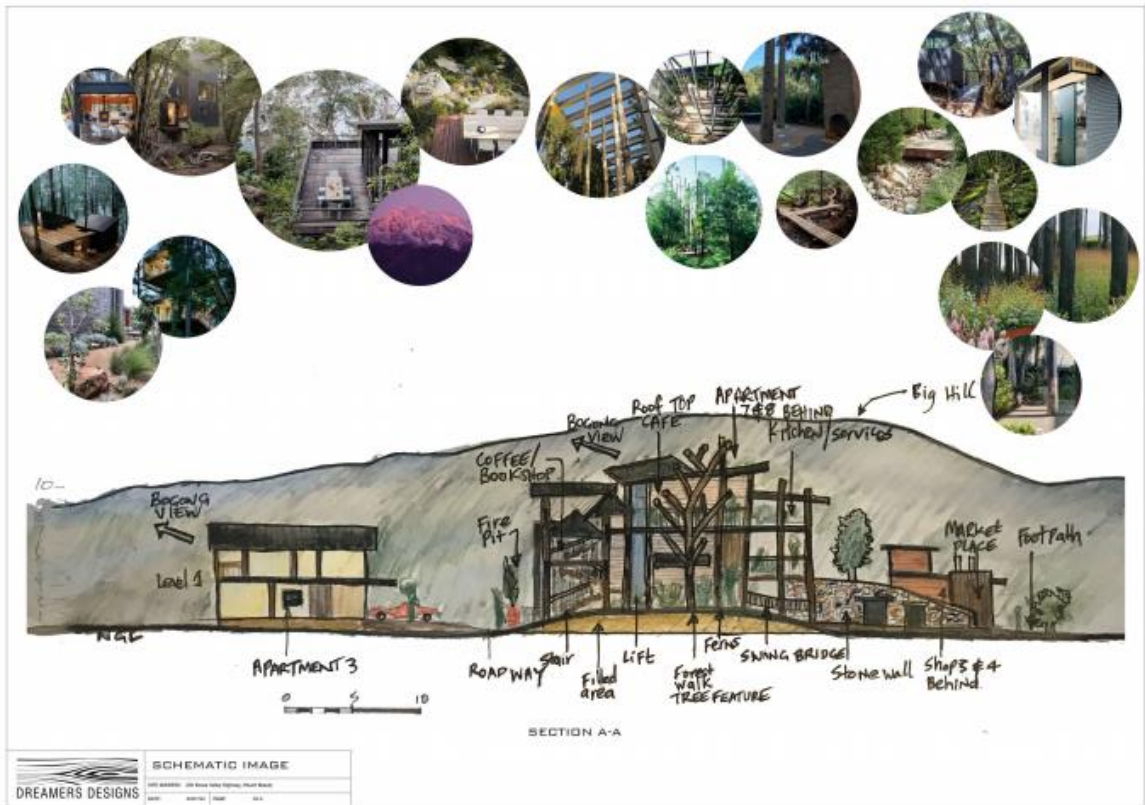 Big Hill
APARTMENT
7 & 8 BEHIND
KITCHEN/services
Roof TOP
CAFE
BOGONG
VIEW
COFFEE/
BOOKSHOP
10
BOGONG
VIEW
Fire
Pit
MARKET
PLACE
Footpath
Level 1
NGL
APARTMENT 3
ROADWAY
Stair
Filled
area
Lift
Forest
walk
TREE FEATURE
Ferns
SWING BRIDGE
Stone wall
Shop 3 & 4
Behind
0 5 10
SECTION A-A
SCHEMATIC IMAGE
DREAMERS DESIGNS